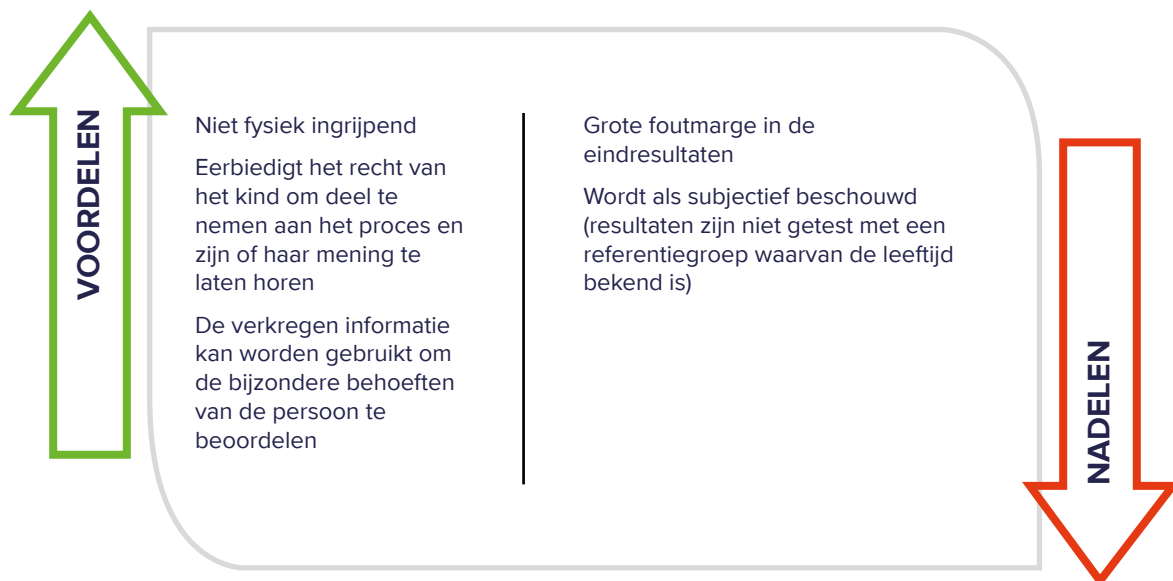 VOORDELEN
Niet fysiek ingrijpend
Eerbiedigt het recht van
het kind om deel te
nemen aan het proces en
zijn of haar mening te
laten horen
De verkregen informatie
kan worden gebruikt om
de bijzondere behoeften
van de persoon te
beoordelen
Grote foutmarge in de
eindresultaten
Wordt als subjectief beschouwd
(resultaten zijn niet getest met een
referentiegroep waarvan de leeftijd
bekend is)
NADELEN